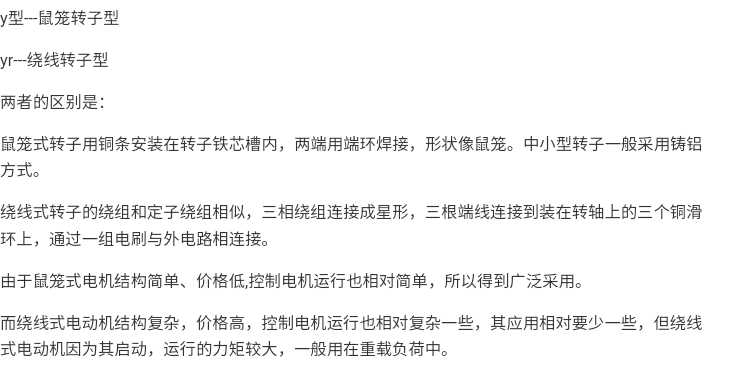 y型---鼠笼转子型
yr---绕线转子型
两者的区别是：
鼠笼式转子用铜条安装在转子铁芯槽内，两端用端环焊接，形状像鼠笼。中小型转子一般采用铸铝
方式。
绕线式转子的绕组和定子绕组相似，三相绕组连接成星形，三根端线连接到装在转轴上的三个铜滑
环上，通过一组电刷与外电路相连接。
由于鼠笼式电机结构简单、价格低,控制电机运行也相对简单，所以得到广泛采用。
而绕线式电动机结构复杂，价格高，控制电机运行也相对复杂一些，其应用相对要少一些，但绕线
式电动机因为其启动，运行的力矩较大，一般用在重载负荷中。